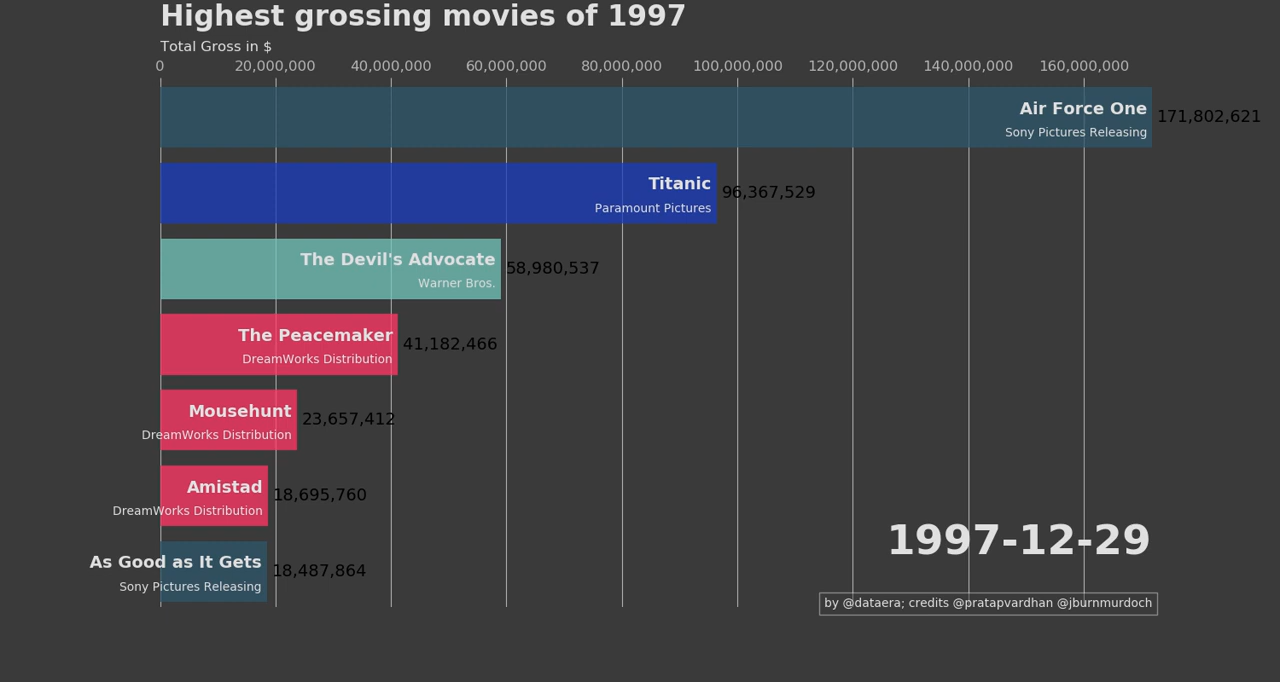 Highest grossing movies of 1997
Total Gross in $
0 20,000,000 40,000,000 60,000,000 80,000,000 100,000,000 120,000,000 140,000,000 160,000,000
Air Force One
Sony Pictures Releasing
171,802,621
Titanic
Paramount Pictures
96,367,529
The Devil's Advocate
Warner Bros.
58,980,537
The Peacemaker
DreamWorks Distribution
41,182,466
Mousehunt
DreamWorks Distribution
23,657,412
Amistad
DreamWorks Distribution
18,695,760
As Good as It Gets
Sony Pictures Releasing
18,487,864
1997-12-29
by @dataera; credits @pratapvardhan @jburnmurdoch